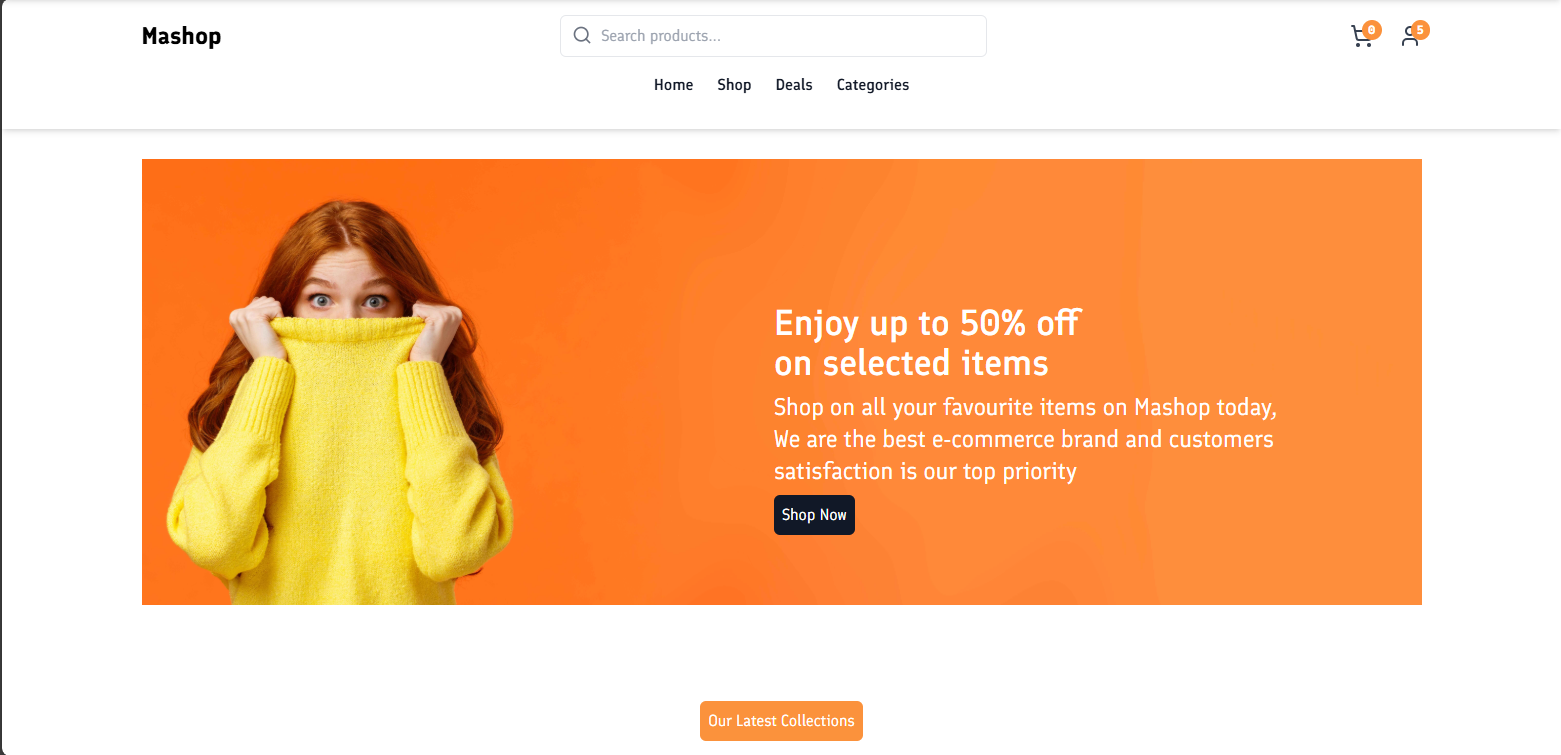 Mashop
Search products...
0
5
Home Shop Deals Categories
Enjoy up to 50% off
on selected items
Shop on all your favourite items on Mashop today,
We are the best e-commerce brand and customers
satisfaction is our top priority
Shop Now
Our Latest Collections